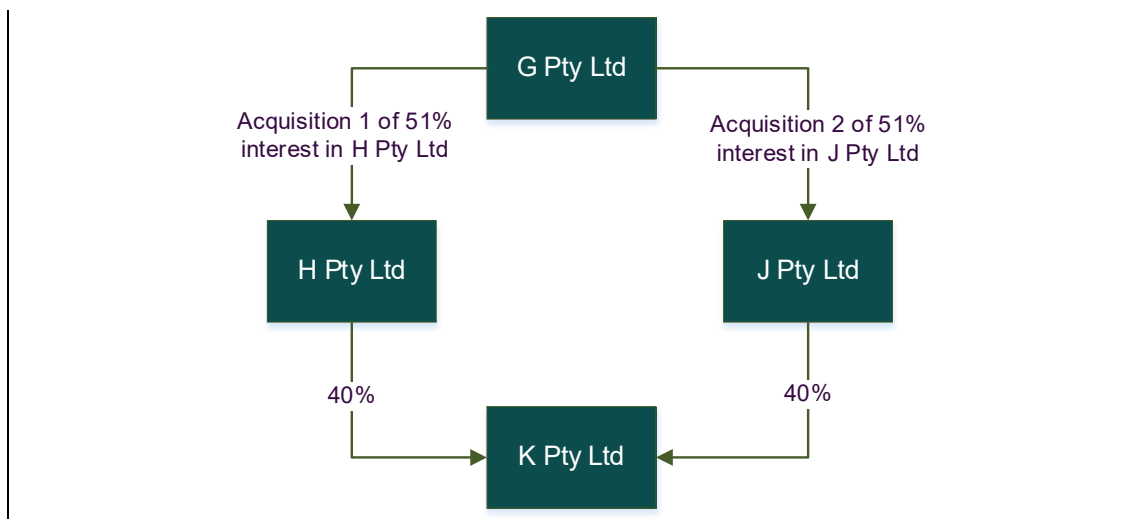 G Pty Ltd
Acquisition 1 of 51%
interest in H Pty Ltd
Acquisition 2 of 51%
interest in J Pty Ltd
H Pty Ltd
J Pty Ltd
40%
40%
K Pty Ltd